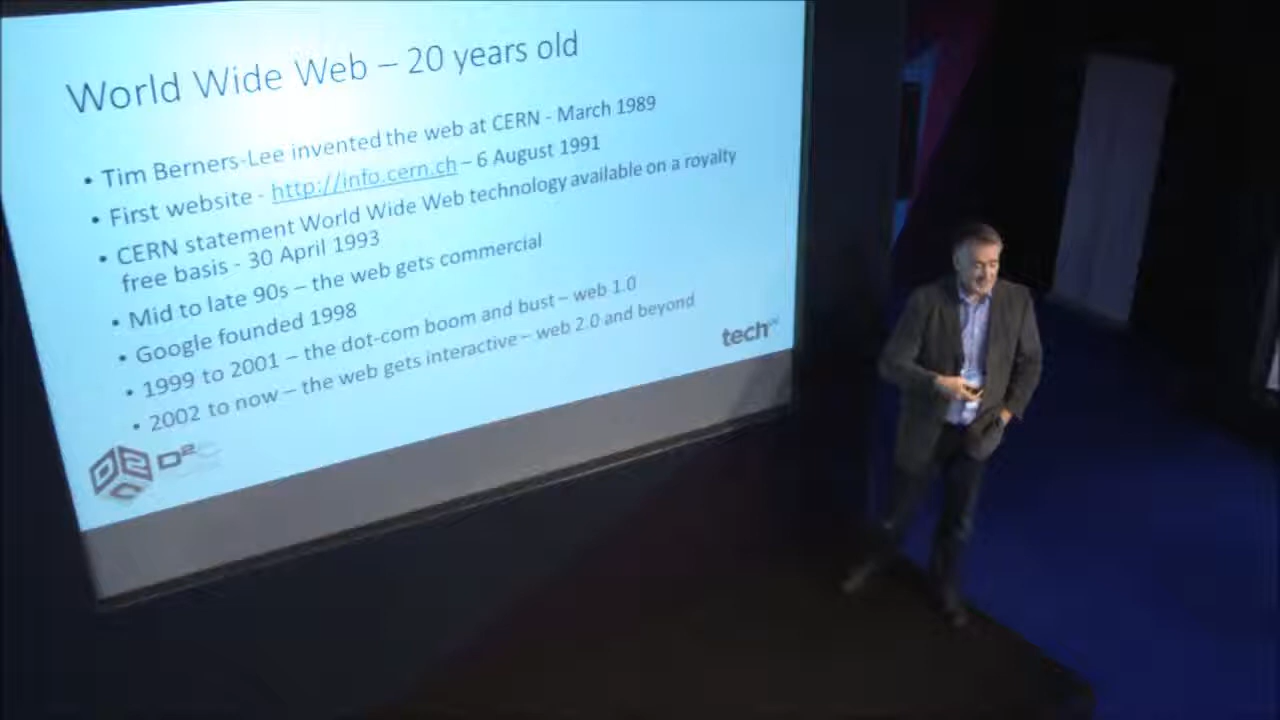 World Wide Web – 20 years old
• Tim Berners-Lee invented the web at CERN - March 1989
• First website - http://info.cern.ch – 6 August 1991
• CERN statement World Wide Web technology available on a royalty
free basis - 30 April 1993
• Mid to late 90s – the web gets commercial
• Google founded 1998
• 1999 to 2001 – the dot-com boom and bust – web 1.0
• 2002 to now – the web gets interactive – web 2.0 and beyond
techUK
D2C D2C